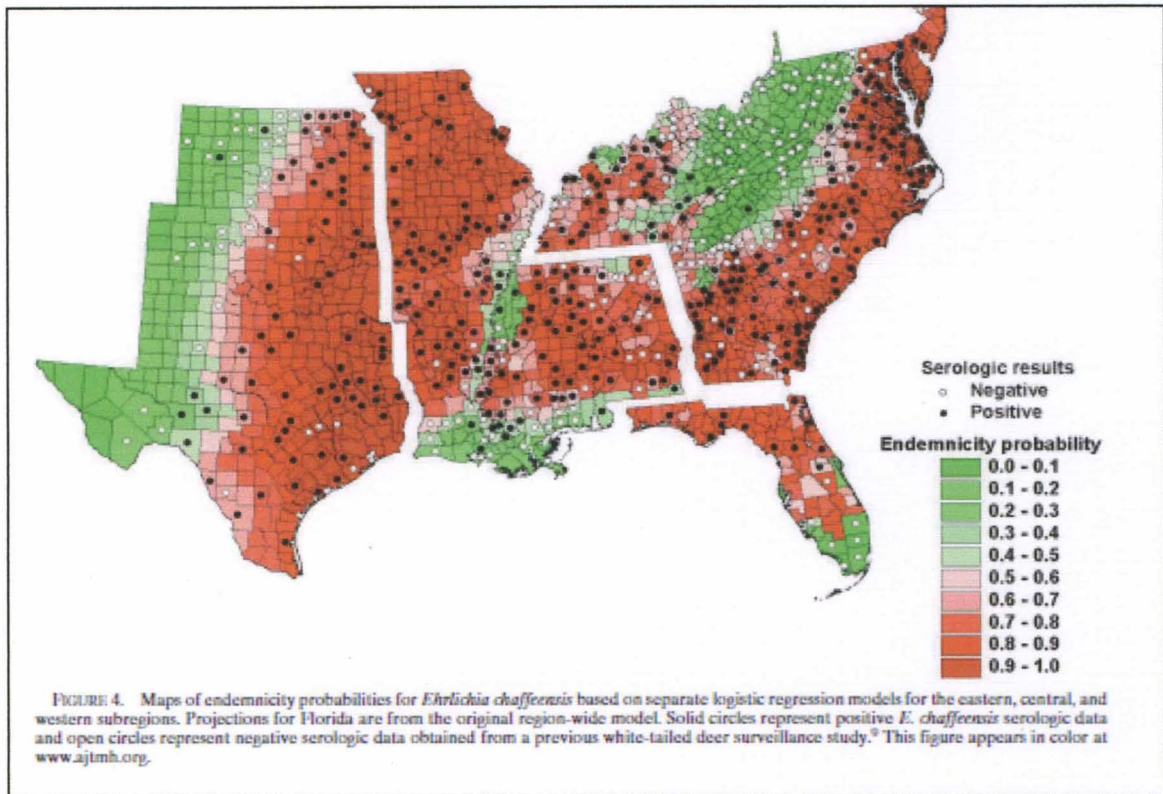 Serologic results
Negative
Positive
Endemnicity probability
0.0 - 0.1
0.1 - 0.2
0.2 - 0.3
0.3 - 0.4
0.4 - 0.5
0.5 - 0.6
0.6 - 0.7
0.7 - 0.8
0.8 - 0.9
0.9 - 1.0
FIGURE 4. Maps of endemnicity probabilities for Ehrlichia chaffeensis based on separate logistic regression models for the eastern, central, and
western subregions. Projections for Florida are from the original region-wide model. Solid circles represent positive E. chaffeensis serologic data
and open circles represent negative serologic data obtained from a previous white-tailed deer surveillance study.⁹ This figure appears in color at
www.ajtmh.org.